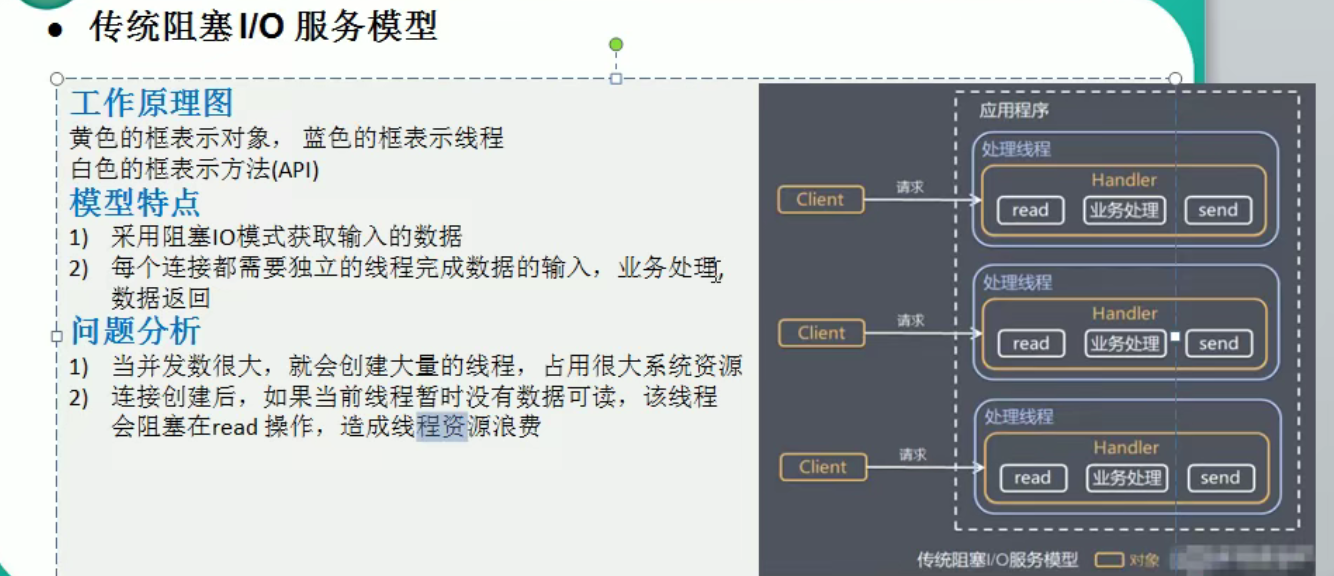 ● 传统阻塞 I/O 服务模型
工作原理图
黄色的框表示对象， 蓝色的框表示线程
白色的框表示方法(API)
模型特点
1) 采用阻塞IO模式获取输入的数据
2) 每个连接都需要独立的线程完成数据的输入，业务处理,
数据返回
问题分析
1) 当并发数很大，就会创建大量的线程，占用很大系统资源
2) 连接创建后，如果当前线程暂时没有数据可读，该线程
会阻塞在read 操作，造成线程资源浪费
应用程序
处理线程
Handler
Client 请求 read 业务处理 send
处理线程
Handler
Client 请求 read 业务处理 send
处理线程
Handler
Client 请求 read 业务处理 send
传统阻塞I/O服务模型 对象